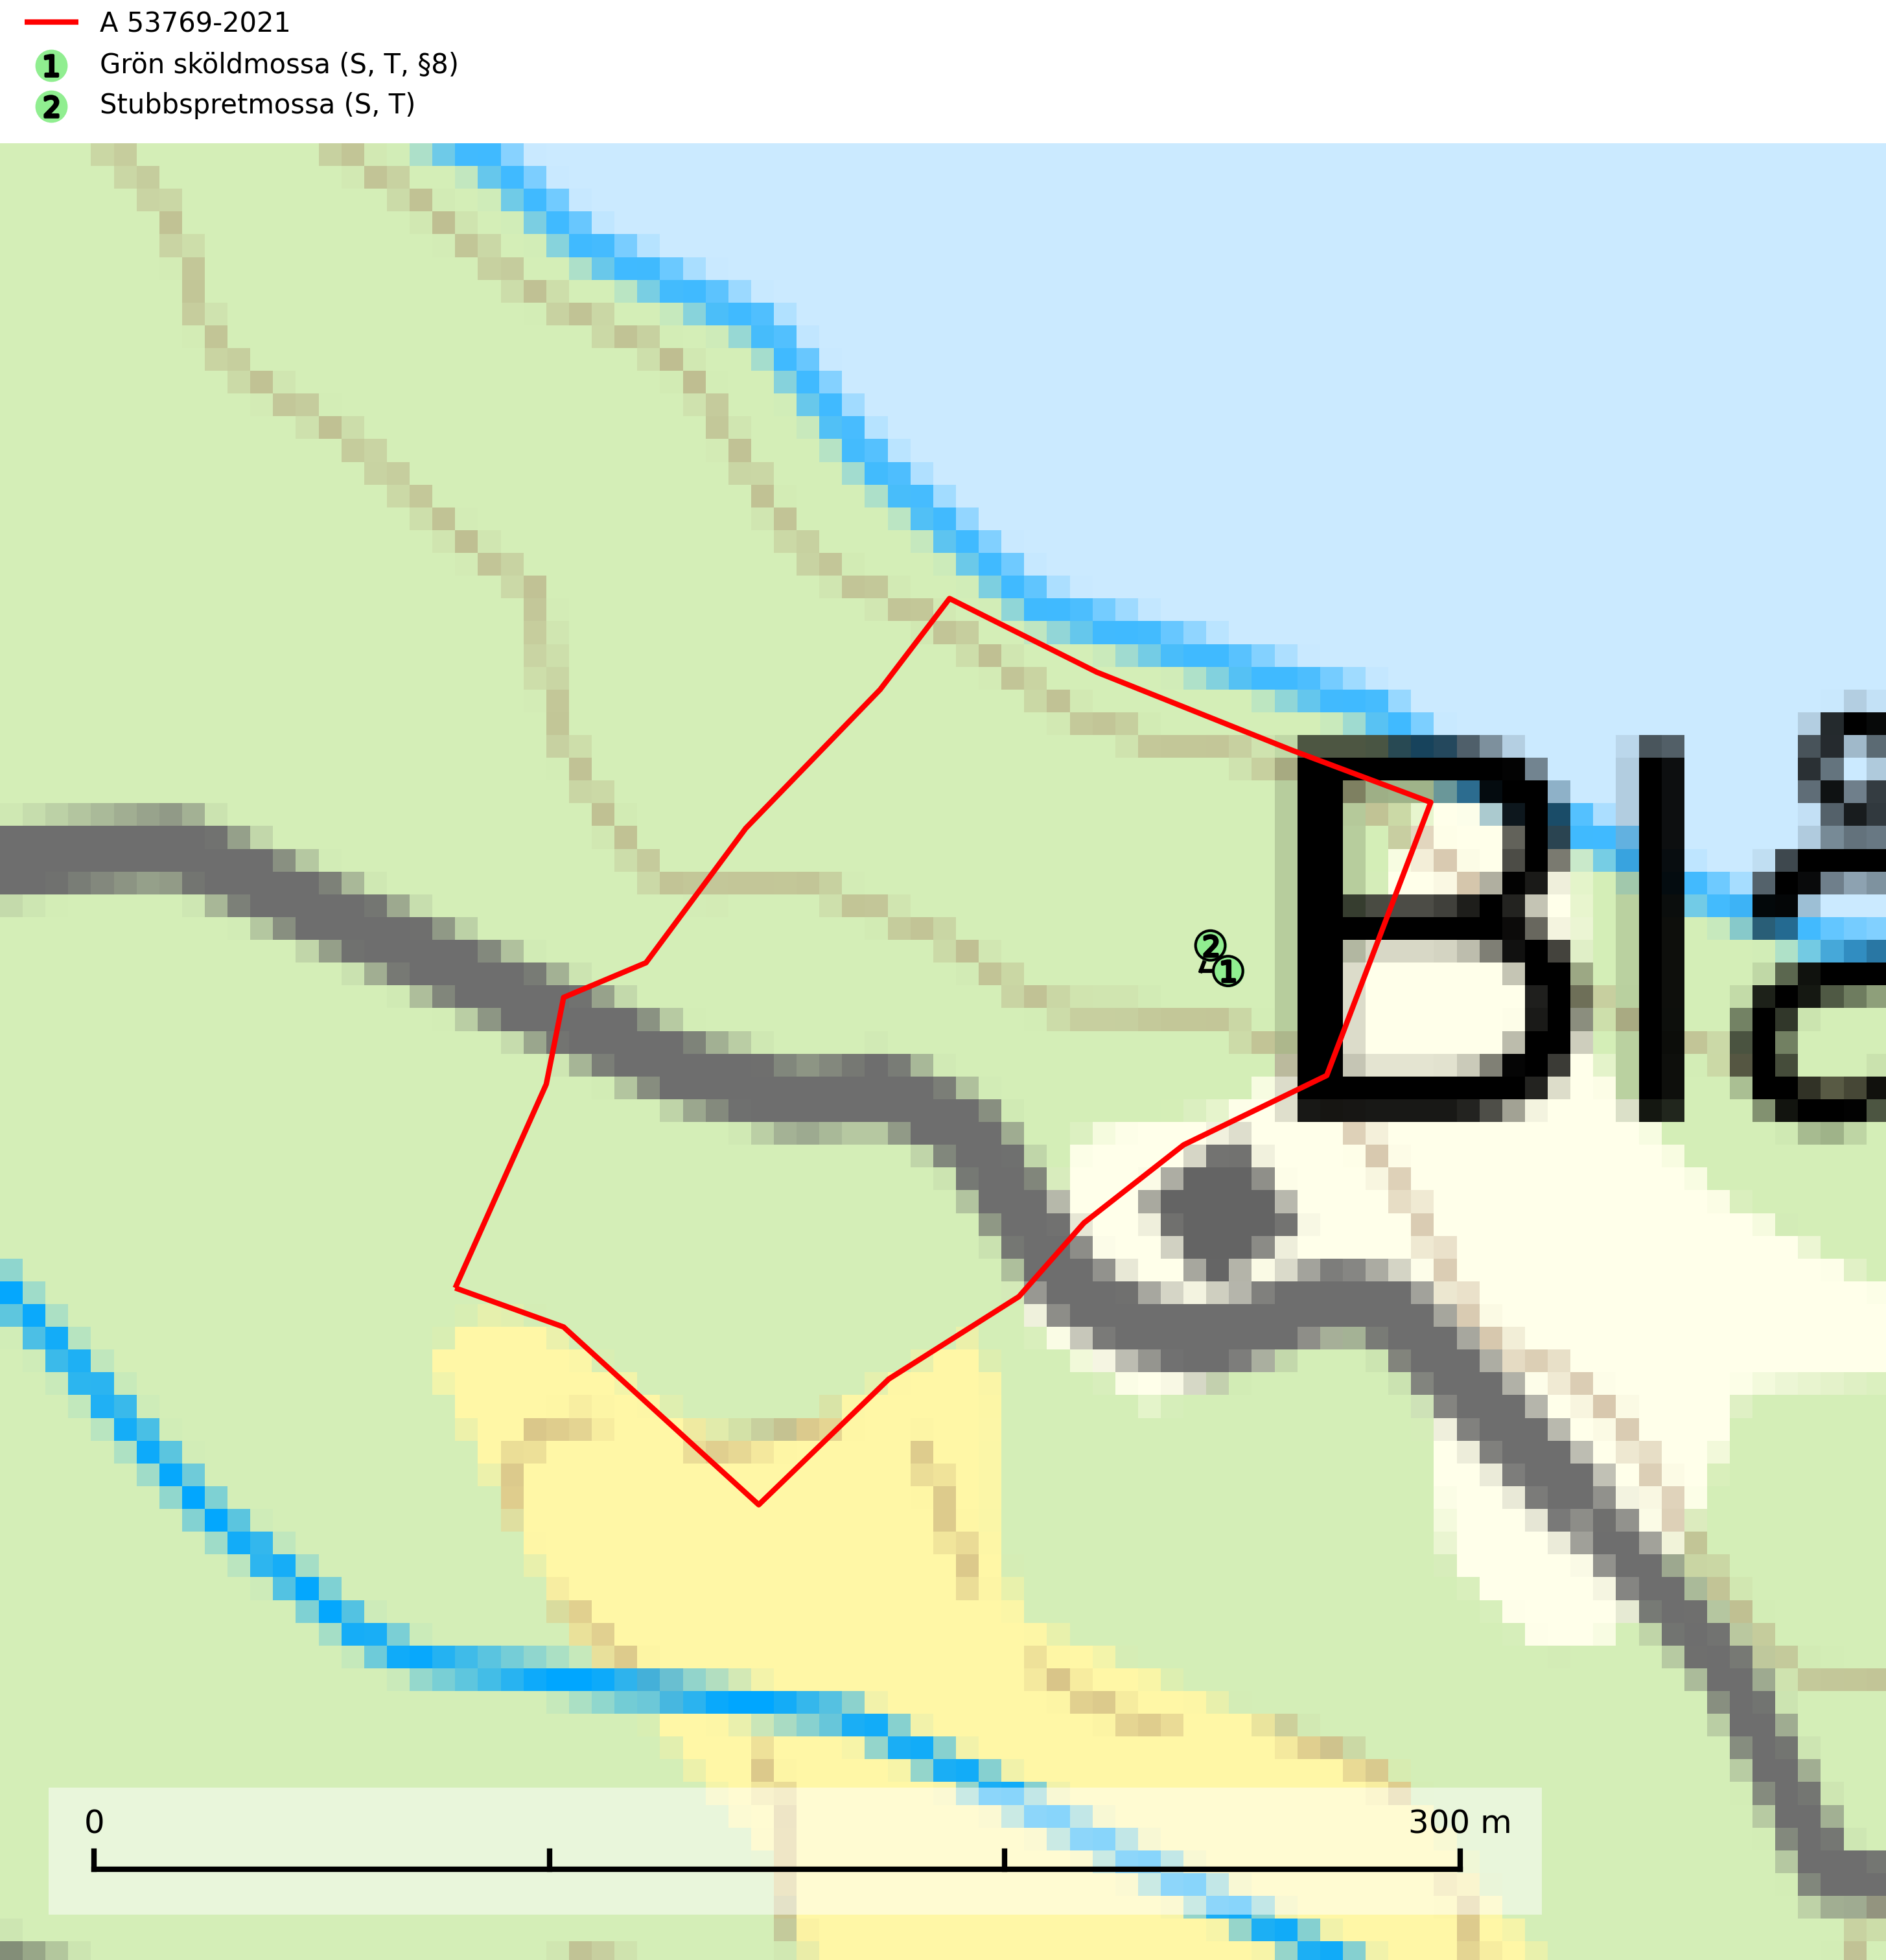 A 53769-2021
1 Grön sköldmossa (S, T, §8)
2 Stubbspretmossa (S, T)
2
1
0 300 m